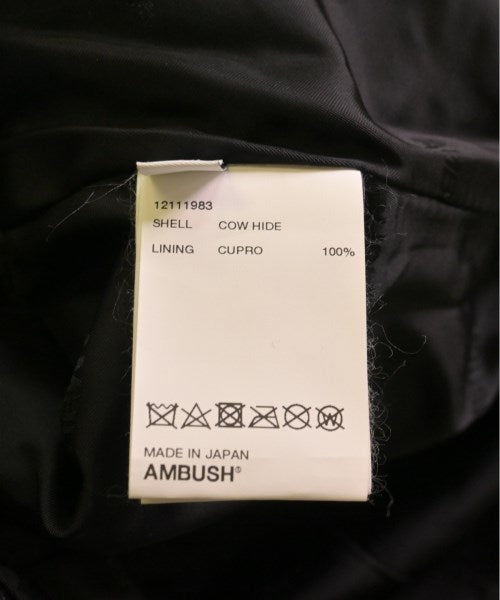 12111983
SHELL COW HIDE
LINING CUPRO 100%
W
MADE IN JAPAN
AMBUSH®